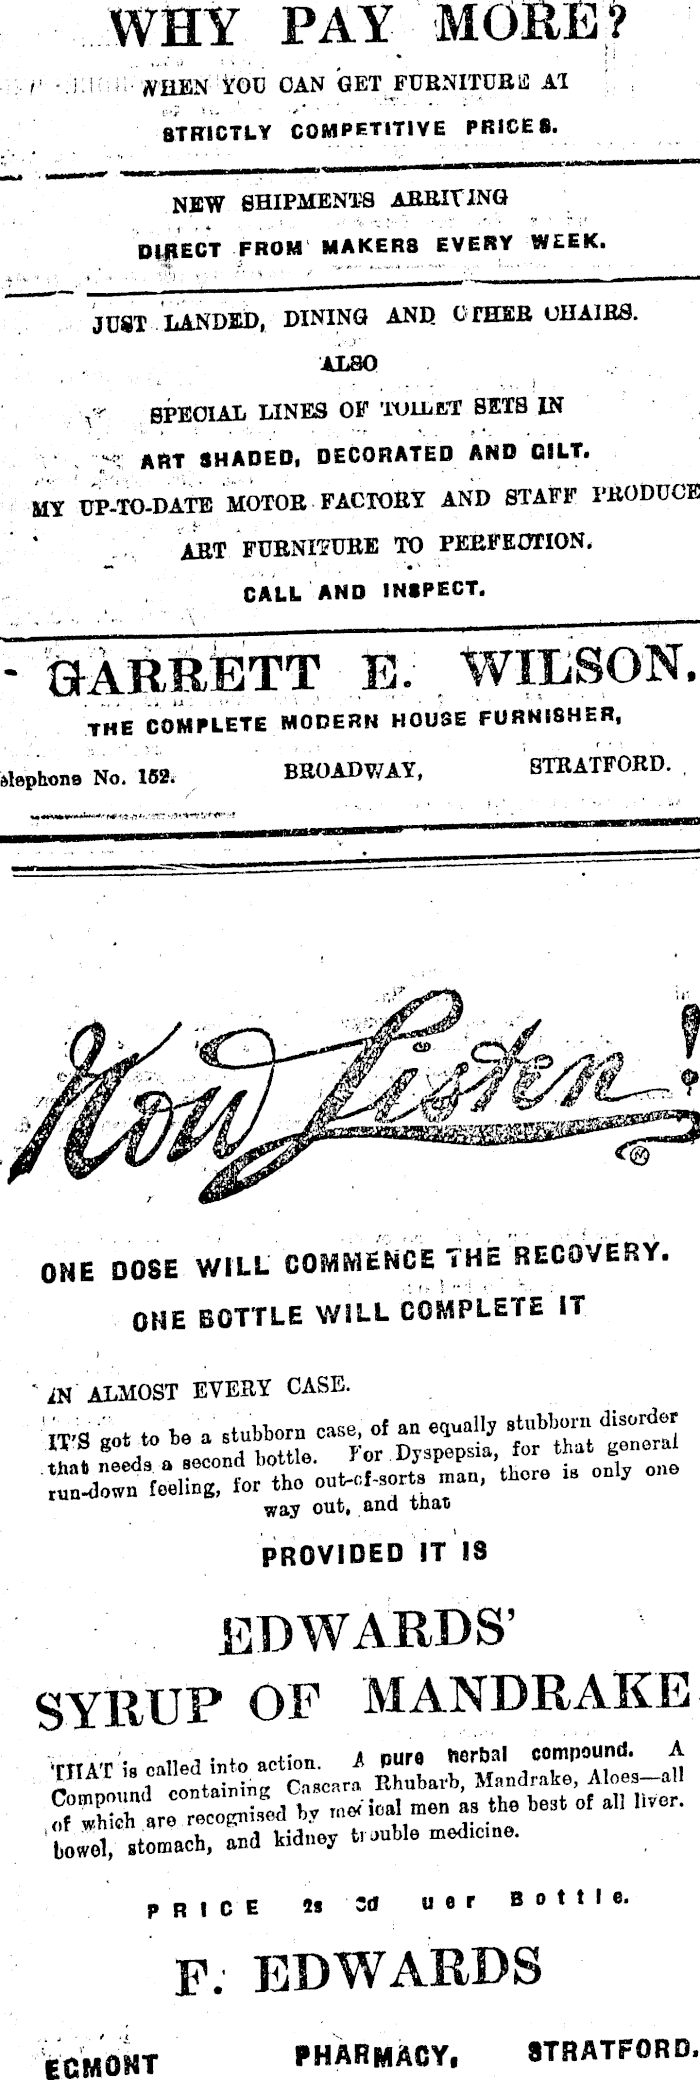 WHY PAY MORE?
WHEN YOU CAN GET FURNITURE AT
STRICTLY COMPETITIVE PRICES.
NEW SHIPMENTS ARRIVING
DIRECT FROM MAKERS EVERY WEEK.
JUST LANDED, DINING AND OTHER CHAIRS.
ALSO
SPECIAL LINES OF TOILET SETS IN
ART SHADED, DECORATED AND GILT.
MY UP-TO-DATE MOTOR FACTORY AND STAFF PRODUCE
ART FURNITURE TO PERFECTION.
CALL AND INSPECT.
GARRETT E. WILSON.
THE COMPLETE MODERN HOUSE FURNISHER,
elephone No. 152. BROADWAY, STRATFORD.
Now Listen!
ONE DOSE WILL COMMENCE THE RECOVERY.
ONE BOTTLE WILL COMPLETE IT
IN ALMOST EVERY CASE.
IT'S got to be a stubborn case, of an equally stubborn disorder
that needs a second bottle. For Dyspepsia, for that general
run-down feeling, for the out-of-sorts man, there is only one
way out, and that
PROVIDED IT IS
EDWARDS'
SYRUP OF MANDRAKE
THAT is called into action. A pure herbal compound. A
Compound containing Cascara Rhubarb, Mandrake, Aloes—all
of which are recognised by medical men as the best of all liver.
bowel, stomach, and kidney trouble medicine.
PRICE 2s per Bottle.
F. EDWARDS
EGMONT PHARMACY, STRATFORD.